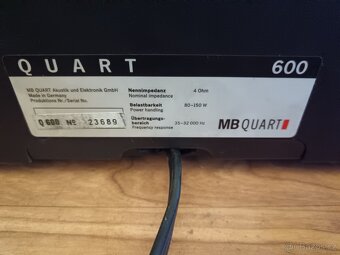 QUART 600
MB QUART Akustik und Elektronik GmbH
Made in Germany
Produktions Nr./Serial No.
Q 600 Nº 23689
Nennimpedanz 4 Ohm
Nominal impedance
Belastbarkeit 80–150 W
Power handling
Übertragungs- 35–32 000 Hz
bereich
Frequency response
MB QUART